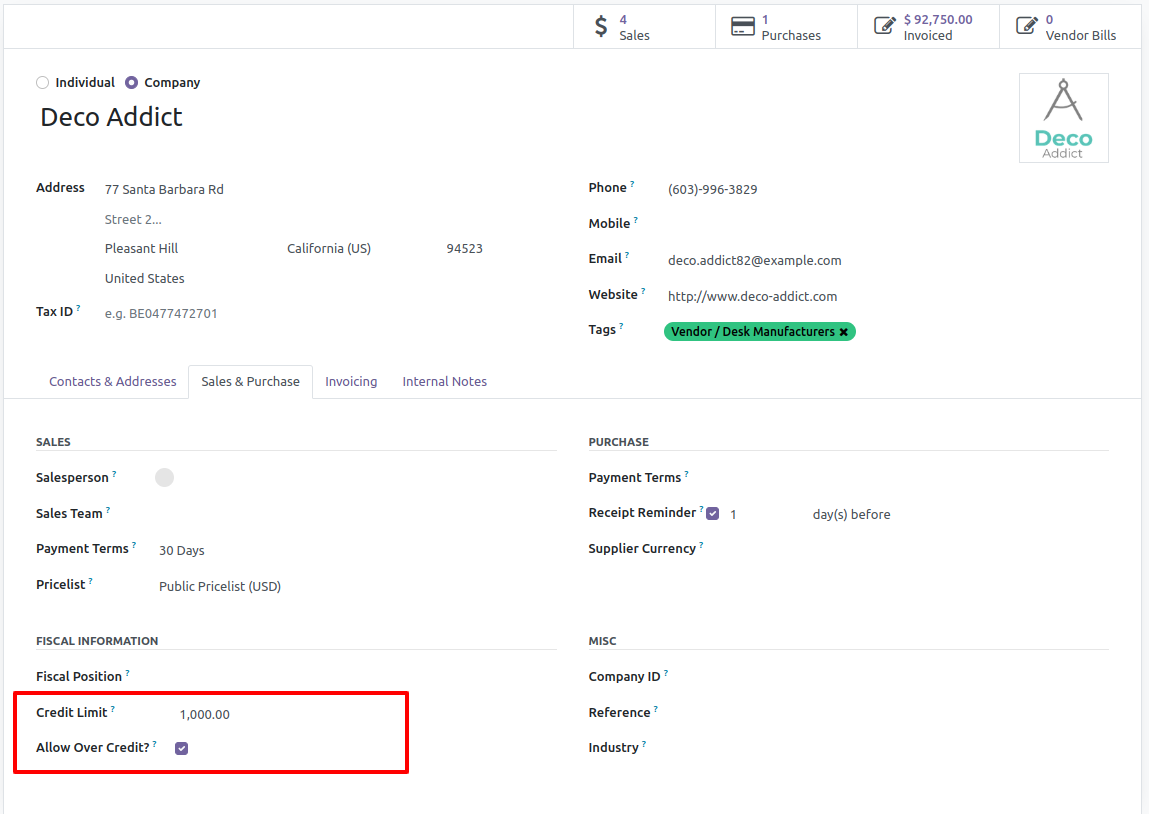 4
Sales
1
Purchases
$ 92,750.00
Invoiced
0
Vendor Bills
Individual Company
Deco Addict
Deco
Addict
Address 77 Santa Barbara Rd
Street 2...
Pleasant Hill California (US) 94523
United States
Tax ID ? e.g. BE0477472701
Phone ? (603)-996-3829
Mobile ?
Email ? deco.addict82@example.com
Website ? http://www.deco-addict.com
Tags ? Vendor / Desk Manufacturers ✖
Contacts & Addresses Sales & Purchase Invoicing Internal Notes
SALES
Salesperson ?
Sales Team ?
Payment Terms ? 30 Days
Pricelist ? Public Pricelist (USD)
PURCHASE
Payment Terms ?
Receipt Reminder ? 1 day(s) before
Supplier Currency ?
FISCAL INFORMATION
Fiscal Position ?
Credit Limit ? 1,000.00
Allow Over Credit? ?
MISC
Company ID ?
Reference ?
Industry ?